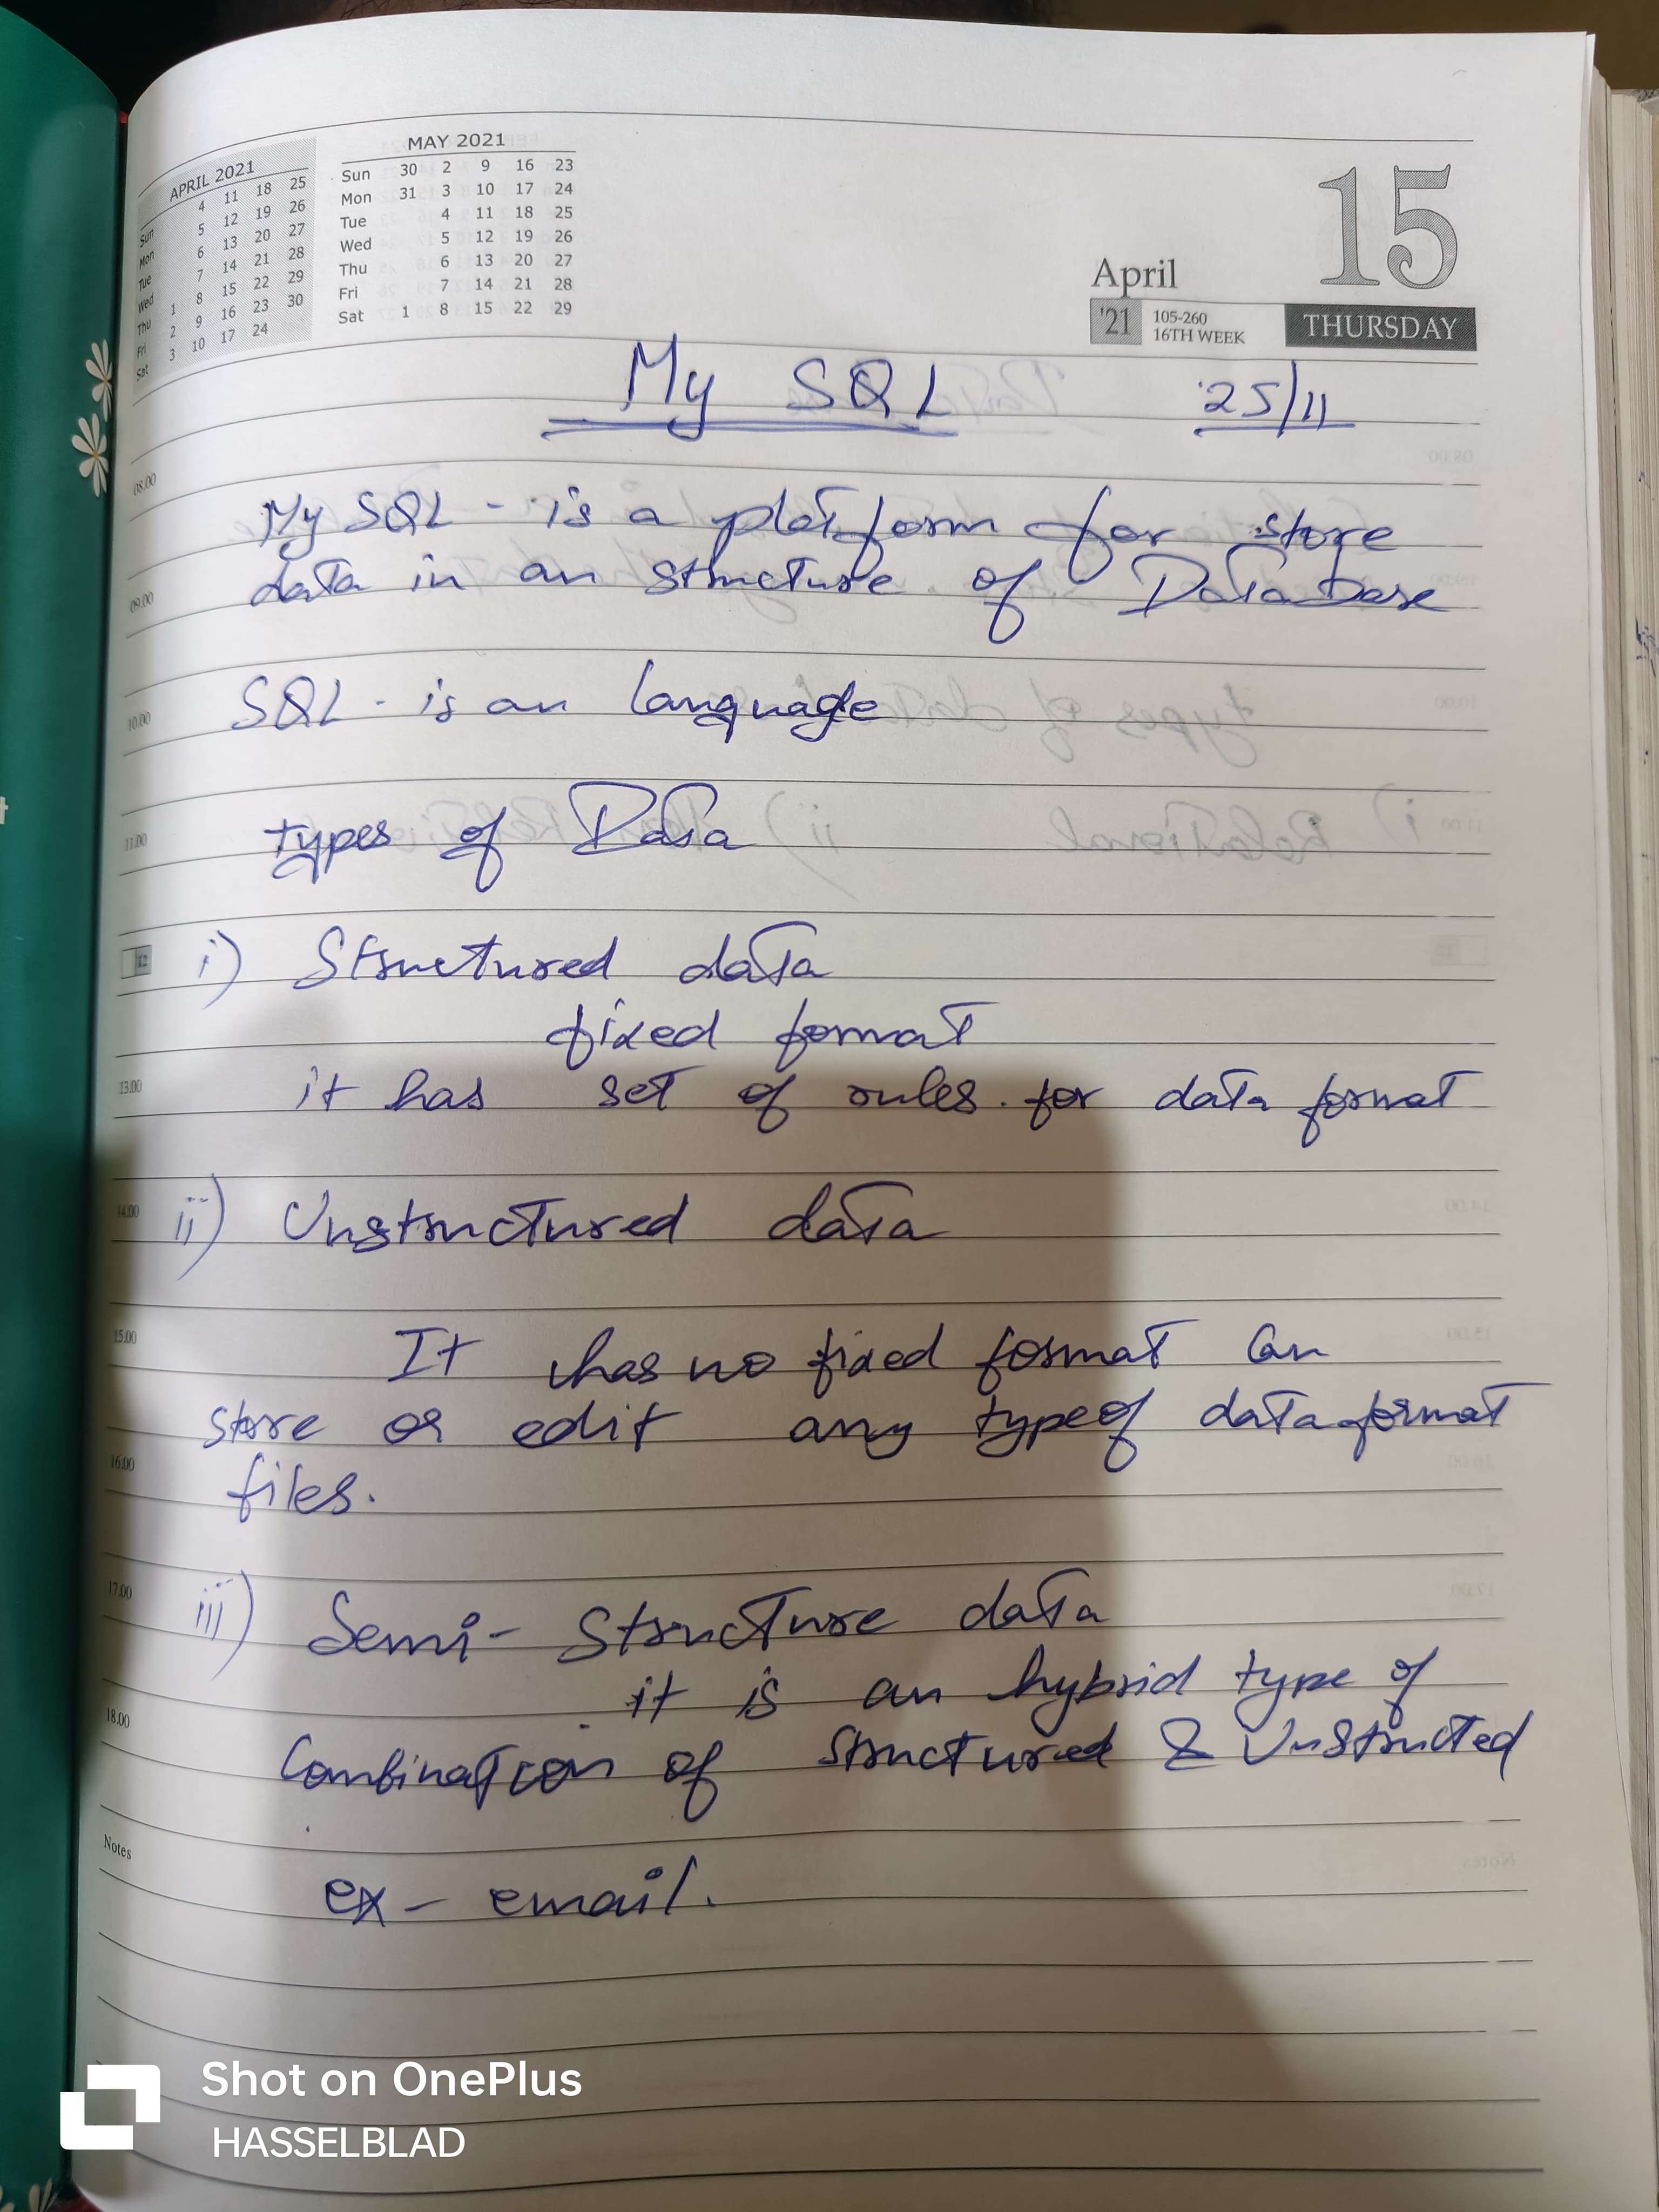 APRIL 2021
Sun 4 11 18 25
Mon 5 12 19 26
Tue 6 13 20 27
Wed 7 14 21 28
Thu 1 8 15 22 29
Fri 2 9 16 23 30
Sat 3 10 17 24
MAY 2021
Sun 30 2 9 16 23
Mon 31 3 10 17 24
Tue 4 11 18 25
Wed 5 12 19 26
Thu 6 13 20 27
Fri 7 14 21 28
Sat 1 8 15 22 29
15
April
'21 105-260
16TH WEEK
THURSDAY
My SQL 25/11
08.00
My SQL - is a platform for store
09.00 data in an structure of Database
10.00 SQL - is an language
11.00 types of Data
12 i) Structured data
fixed format
13.00 it has set of rules. for data format
14.00 ii) Unstructured data
15.00 It has no fixed format Can
store or edit any type of data format
16.00 files.
17.00 iii) Semi- Structure data
it is an hybrid type of
18.00
Combination of structured & Unstructed
Notes
ex - email.
Shot on OnePlus
HASSELBLAD